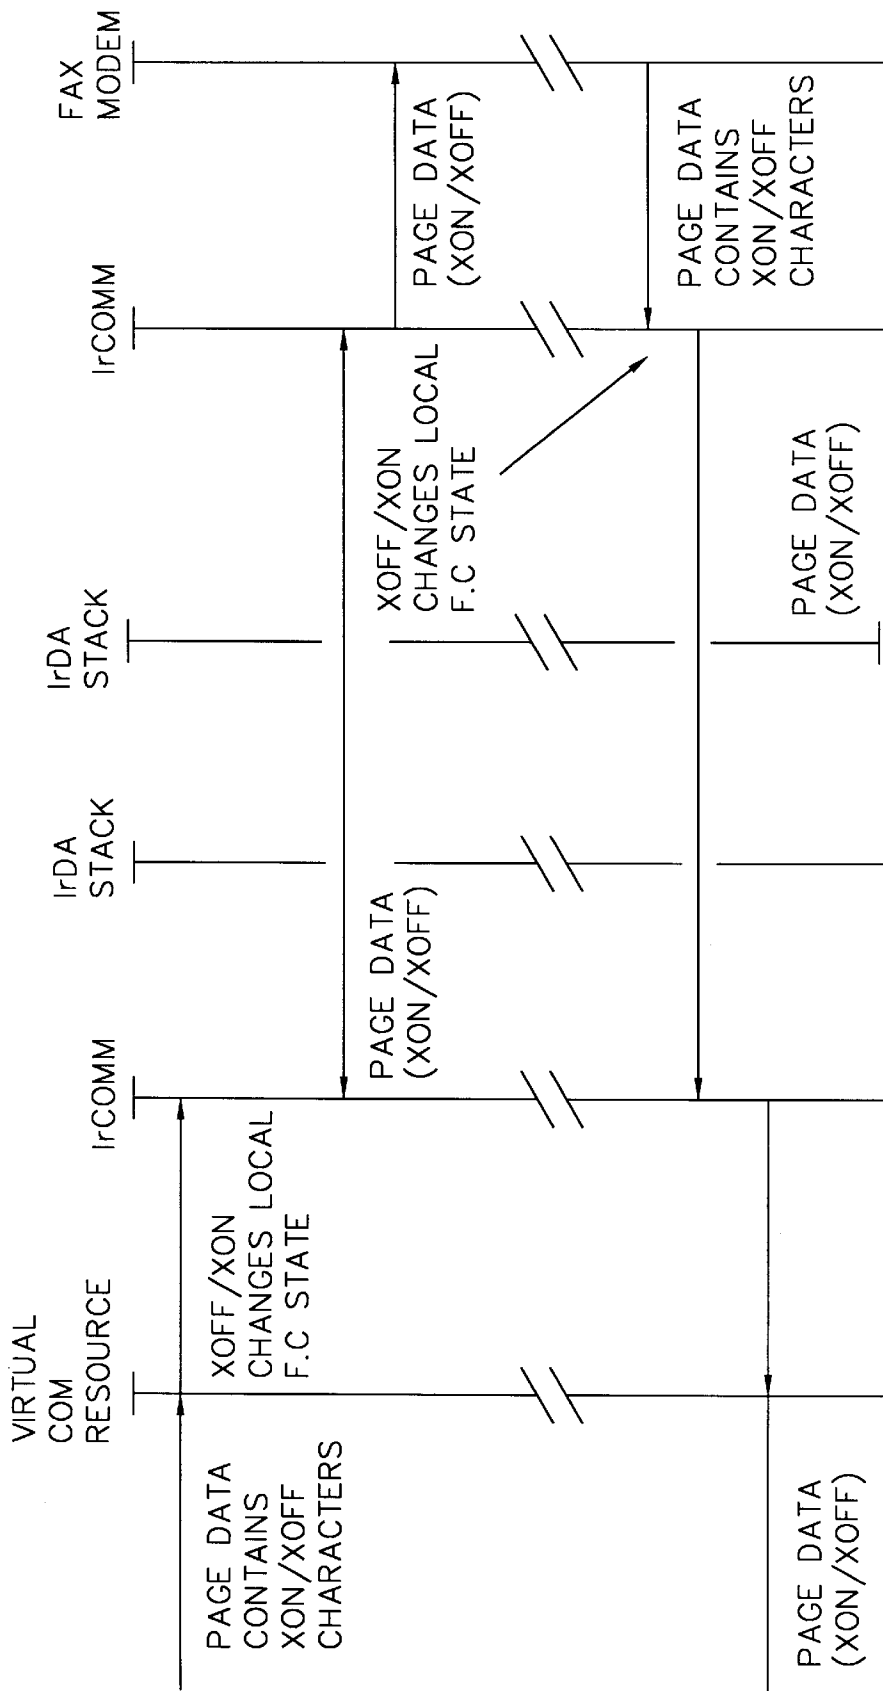 VIRTUAL
COM
RESOURCE
IrCOMM
IrDA
STACK
IrDA
STACK
IrCOMM
FAX
MODEM
PAGE DATA
CONTAINS
XON/XOFF
CHARACTERS
XOFF/XON
CHANGES LOCAL
F.C STATE
PAGE DATA
(XON/XOFF)
XOFF/XON
CHANGES LOCAL
F.C STATE
PAGE DATA
(XON/XOFF)
PAGE DATA
CONTAINS
XON/XOFF
CHARACTERS
PAGE DATA
(XON/XOFF)
PAGE DATA
(XON/XOFF)